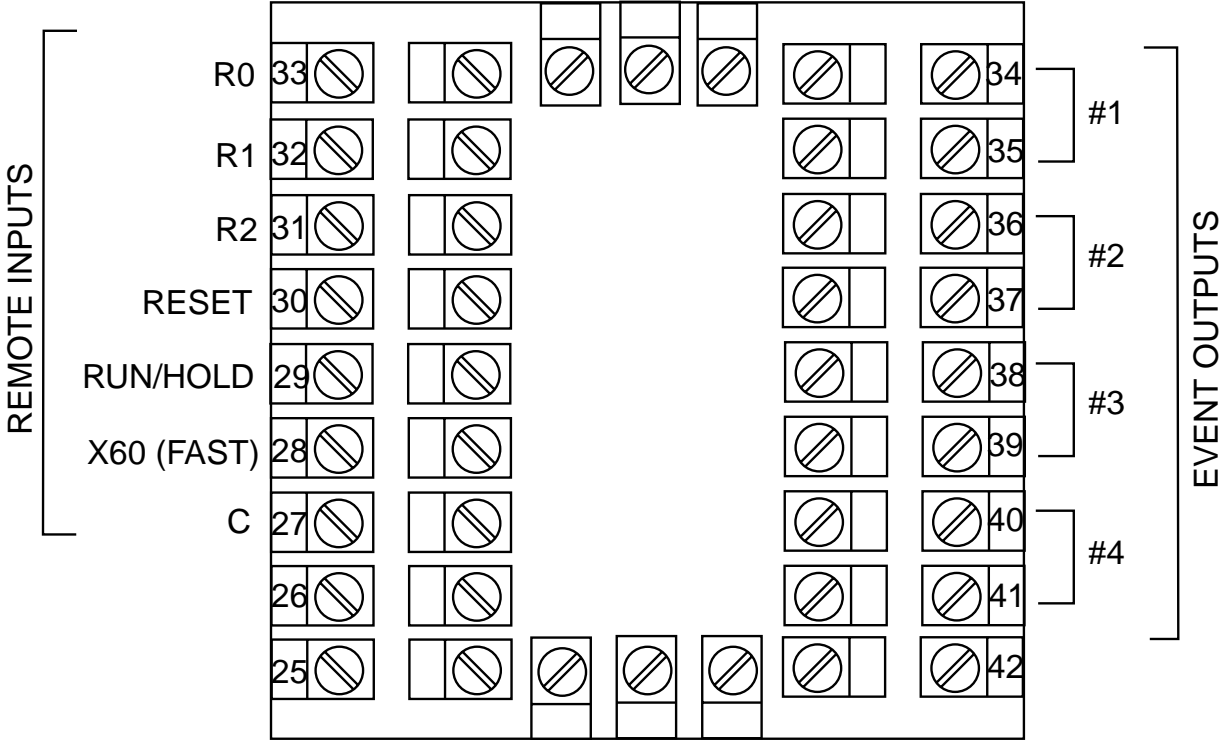 REMOTE INPUTS
R0 33
R1 32
R2 31
RESET 30
RUN/HOLD 29
X60 (FAST) 28
C 27
26
25
34
35
36
37
38
39
40
41
42
#1
#2
#3
#4
EVENT OUTPUTS